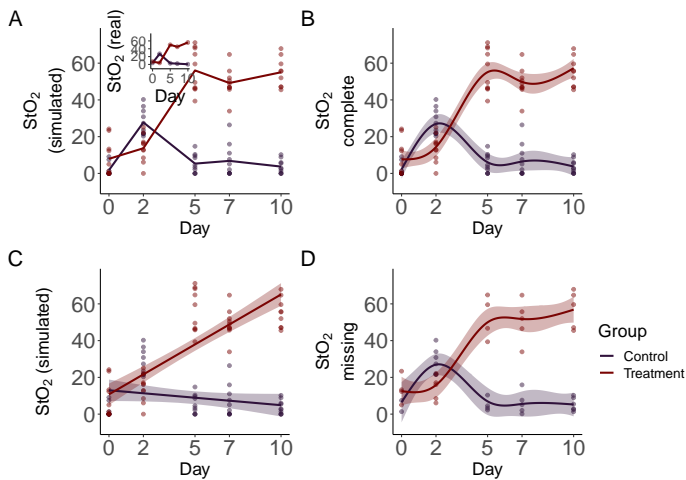 A
StO2 (simulated)
60
40
20
0
0 2 5 7 10
Day
StO2 (real)
60
40
20
0
0 2 5 7 10
Day
B
StO2 complete
60
40
20
0
0 2 5 7 10
Day
C
StO2 (simulated)
60
40
20
0
0 2 5 7 10
Day
D
StO2 missing
60
40
20
0
0 2 5 7 10
Day
Group
Control
Treatment